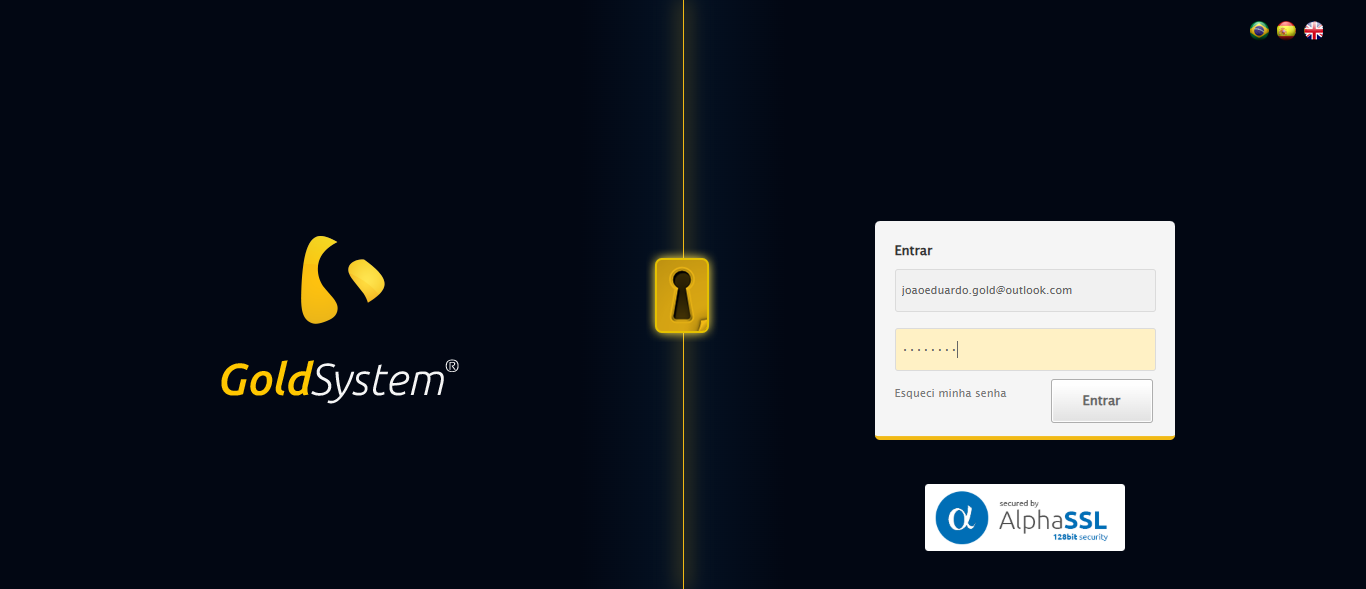 GoldSystem®
Entrar
joaoeduardo.gold@outlook.com
Esqueci minha senha
Entrar
secured by
AlphaSSL
128bit security